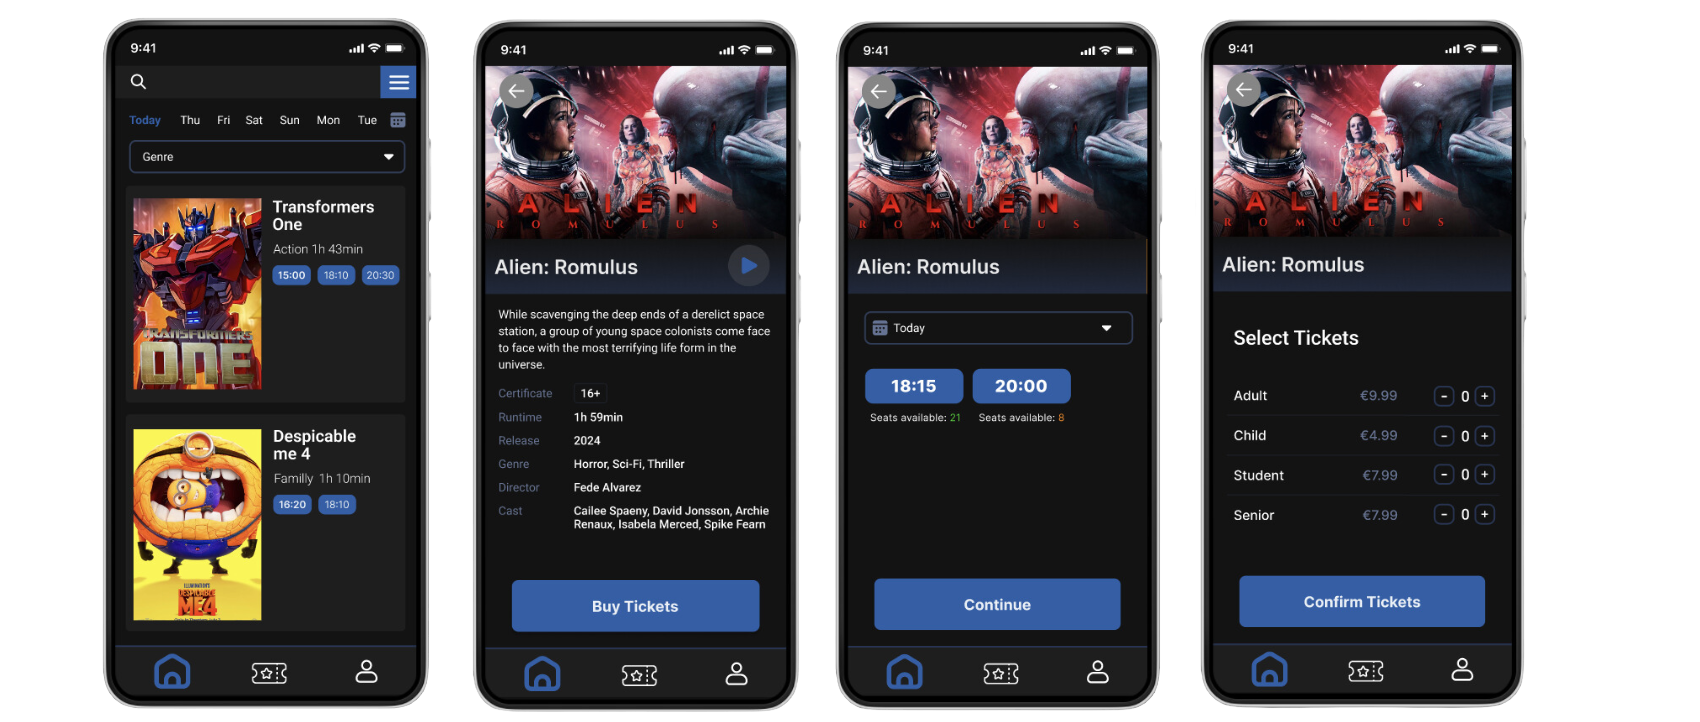 9:41
Today Thu Fri Sat Sun Mon Tue
Genre
TRANSFORMERS
ONE
Transformers
One
Action 1h 43min
15:00 18:10 20:30
DESPICABLE
ME4
Despicable
me 4
Familly 1h 10min
16:20 18:10
9:41
ALIEN
ROMULUS
Alien: Romulus
While scavenging the deep ends of a derelict space
station, a group of young space colonists come face
to face with the most terrifying life form in the
universe.
Certificate 16+
Runtime 1h 59min
Release 2024
Genre Horror, Sci-Fi, Thriller
Director Fede Alvarez
Cast Cailee Spaeny, David Jonsson, Archie
Renaux, Isabela Merced, Spike Fearn
Buy Tickets
9:41
ALIEN
ROMULUS
Alien: Romulus
Today
18:15 20:00
Seats available: 21 Seats available: 8
Continue
9:41
ALIEN
ROMULUS
Alien: Romulus
Select Tickets
Adult €9.99 - 0 +
Child €4.99 - 0 +
Student €7.99 - 0 +
Senior €7.99 - 0 +
Confirm Tickets